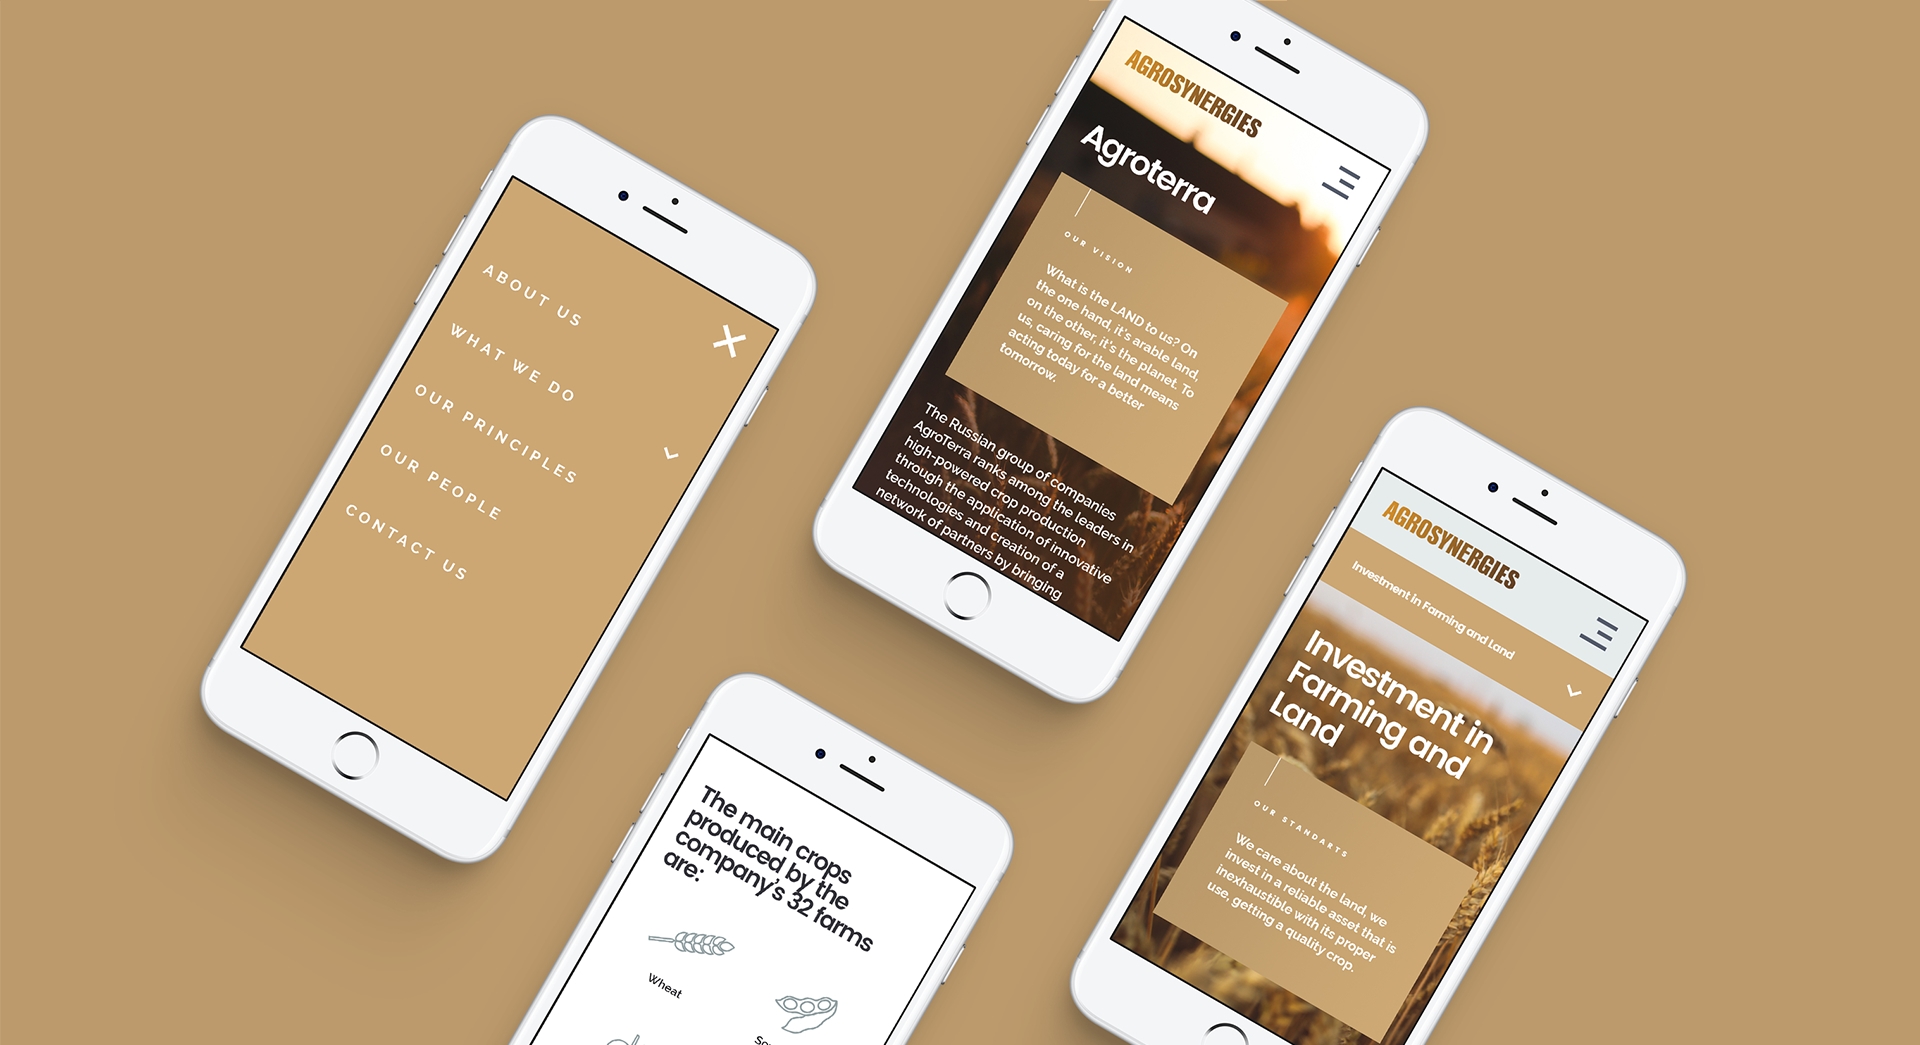 ABOUT US
WHAT WE DO
OUR PRINCIPLES
OUR PEOPLE
CONTACT US
AGROSYNERGIES
Agroterra
OUR VISION
What is the LAND to us? On
the one hand, it's arable land,
on the other, it's the planet. To
us, caring for the land means
acting today for a better
tomorrow.
The Russian group of companies
AgroTerra ranks among the leaders in
high-powered crop production
through the application of innovative
technologies and creation of a
network of partners by bringing
The main crops
produced by the
company's 32 farms
are:
Wheat
AGROSYNERGIES
Investment in Farming and Land
Investment in
Farming and
Land
OUR STANDARTS
We care about the land, we
invest in a reliable asset that is
inexhaustible with its proper
use, getting a quality crop.